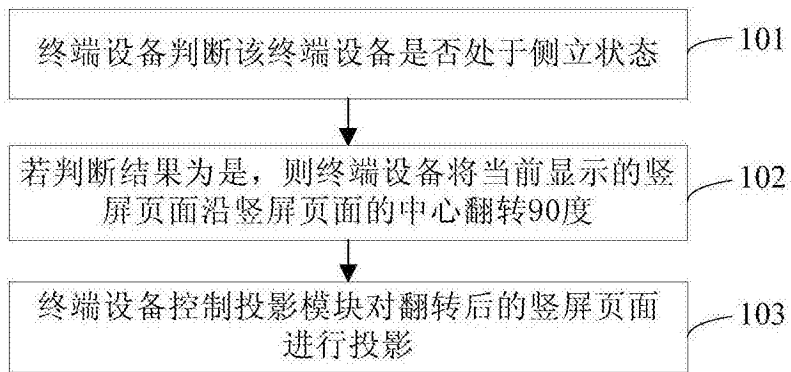 终端设备判断该终端设备是否处于侧立状态
101
若判断结果为是，则终端设备将当前显示的竖
屏页面沿竖屏页面的中心翻转90度
102
终端设备控制投影模块对翻转后的竖屏页面
进行投影
103